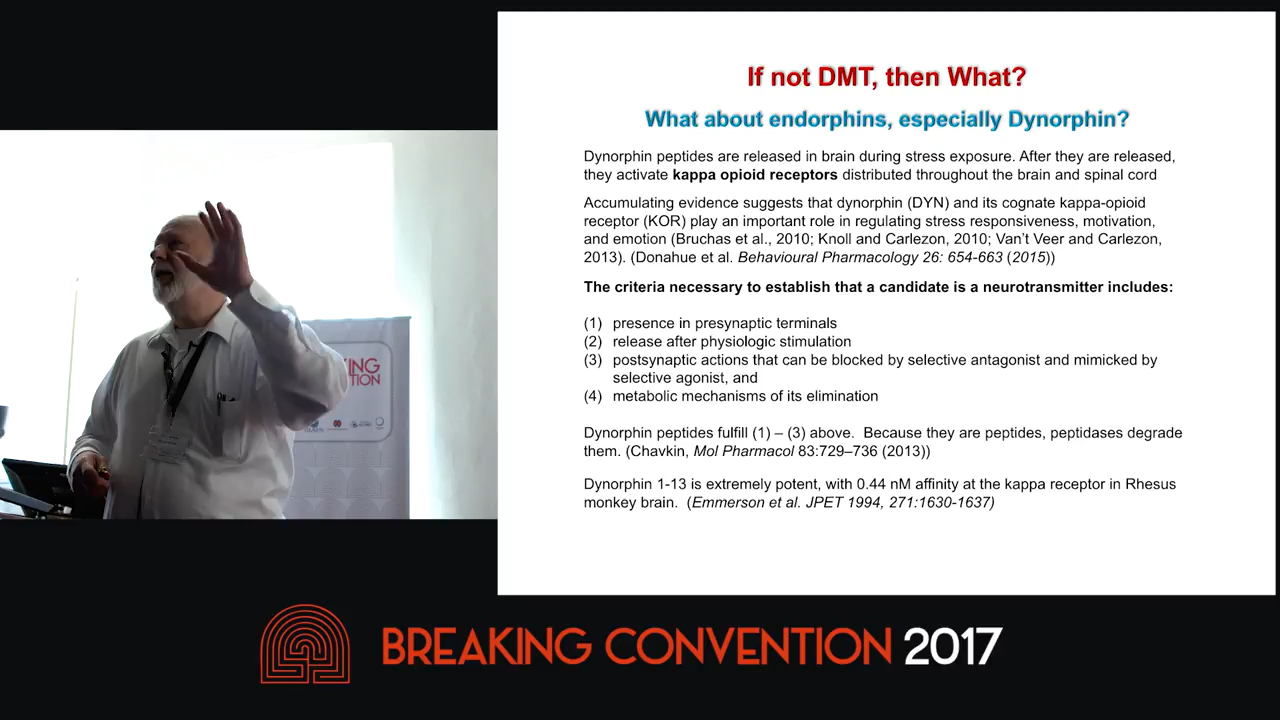 If not DMT, then What?
What about endorphins, especially Dynorphin?
Dynorphin peptides are released in brain during stress exposure. After they are released,
they activate kappa opioid receptors distributed throughout the brain and spinal cord
Accumulating evidence suggests that dynorphin (DYN) and its cognate kappa-opioid
receptor (KOR) play an important role in regulating stress responsiveness, motivation,
and emotion (Bruchas et al., 2010; Knoll and Carlezon, 2010; Van't Veer and Carlezon,
2013). (Donahue et al. Behavioural Pharmacology 26: 654-663 (2015))
The criteria necessary to establish that a candidate is a neurotransmitter includes:
(1) presence in presynaptic terminals
(2) release after physiologic stimulation
(3) postsynaptic actions that can be blocked by selective antagonist and mimicked by
selective agonist, and
(4) metabolic mechanisms of its elimination
Dynorphin peptides fulfill (1) – (3) above. Because they are peptides, peptidases degrade
them. (Chavkin, Mol Pharmacol 83:729–736 (2013))
Dynorphin 1-13 is extremely potent, with 0.44 nM affinity at the kappa receptor in Rhesus
monkey brain. (Emmerson et al. JPET 1994, 271:1630-1637)
KING
NTION
BREAKING CONVENTION 2017